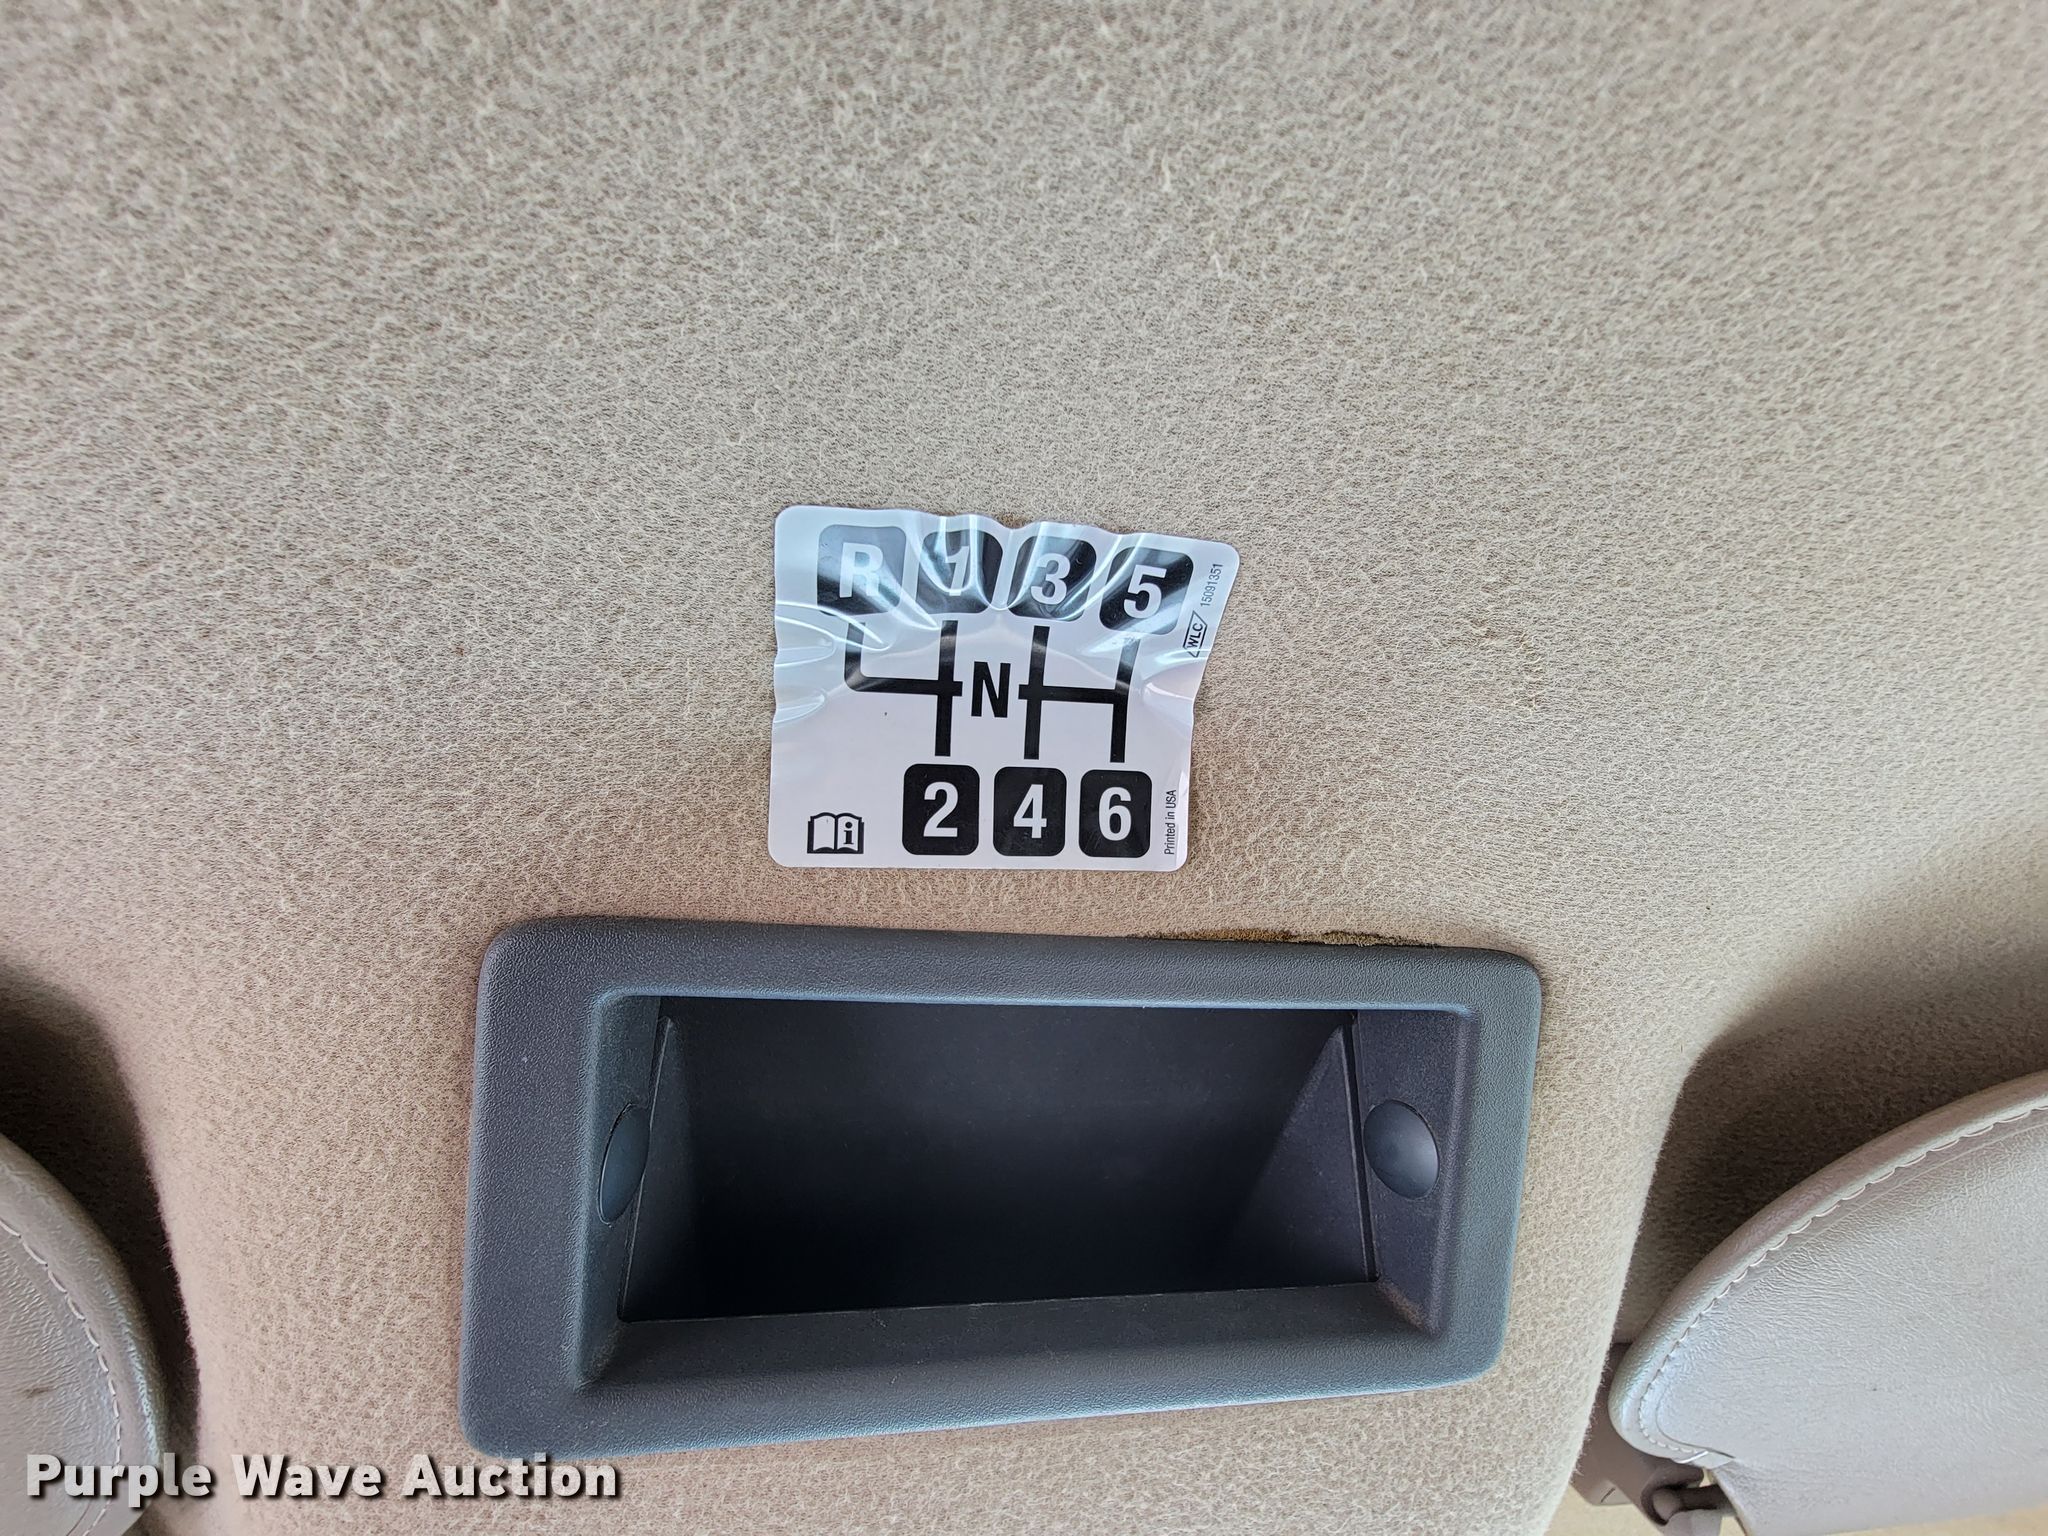 R 1 3 5
15091351
WLC
N
2 4 6
Printed in USA
i
Purple Wave Auction